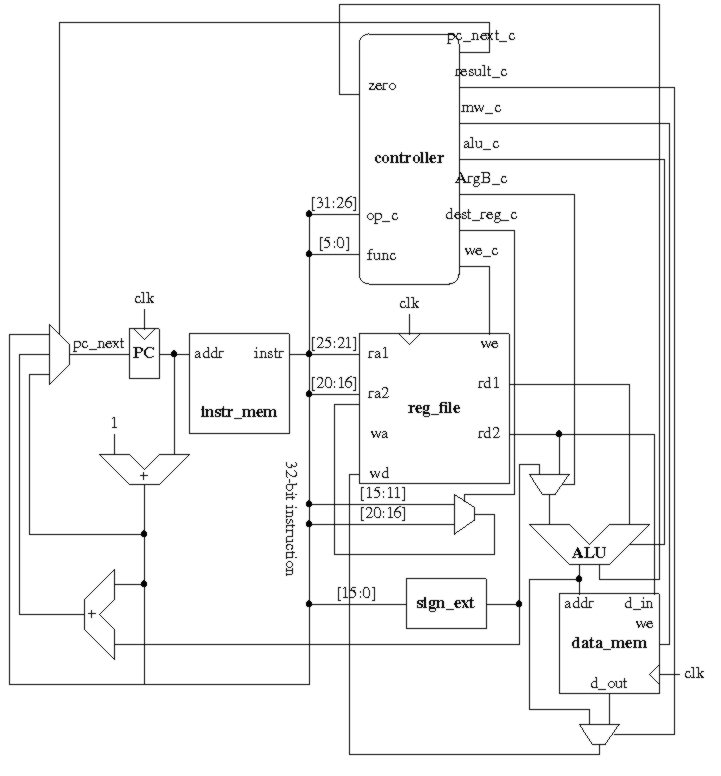 pc_next_c
result_c
zero
mw_c
alu_c
controller
ArgB_c
[31:26]
op_c
dest_reg_c
[5:0]
func
we_c
clk
clk
we
pc_next
PC
addr
instr
[25:21]
ra1
[20:16]
ra2
rd1
instr_mem
reg_file
1
wa
rd2
wd
+
[15:11]
[20:16]
32-bit instruction
ALU
[15:0]
sign_ext
addr
d_in
+
we
data_mem
clk
d_out